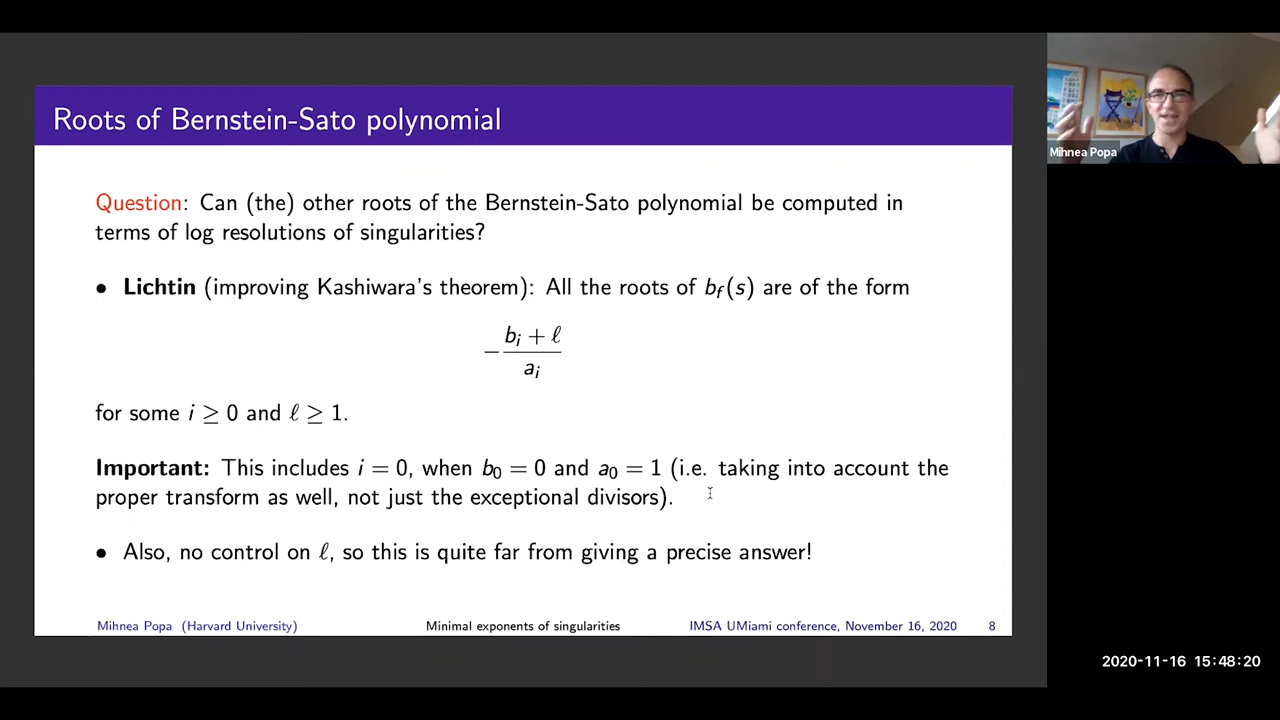 Roots of Bernstein-Sato polynomial
Question: Can (the) other roots of the Bernstein-Sato polynomial be computed in
terms of log resolutions of singularities?
• Lichtin (improving Kashiwara's theorem): All the roots of b_f(s) are of the form
− (b_i + ℓ) / a_i
for some i ≥ 0 and ℓ ≥ 1.
Important: This includes i = 0, when b_0 = 0 and a_0 = 1 (i.e. taking into account the
proper transform as well, not just the exceptional divisors).
• Also, no control on ℓ, so this is quite far from giving a precise answer!
Mihnea Popa (Harvard University) Minimal exponents of singularities IMSA UMiami conference, November 16, 2020 8
Mihnea Popa
2020-11-16 15:48:20